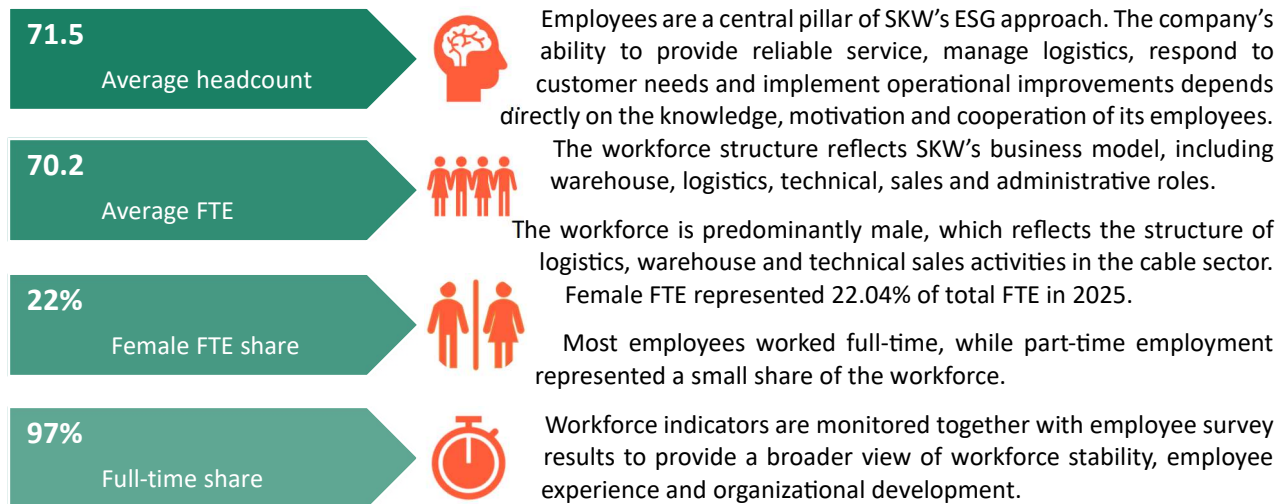 71.5
Average headcount
70.2
Average FTE
22%
Female FTE share
97%
Full-time share
Employees are a central pillar of SKW’s ESG approach. The company’s
ability to provide reliable service, manage logistics, respond to
customer needs and implement operational improvements depends
directly on the knowledge, motivation and cooperation of its employees.
The workforce structure reflects SKW’s business model, including
warehouse, logistics, technical, sales and administrative roles.
The workforce is predominantly male, which reflects the structure of
logistics, warehouse and technical sales activities in the cable sector.
Female FTE represented 22.04% of total FTE in 2025.
Most employees worked full-time, while part-time employment
represented a small share of the workforce.
Workforce indicators are monitored together with employee survey
results to provide a broader view of workforce stability, employee
experience and organizational development.